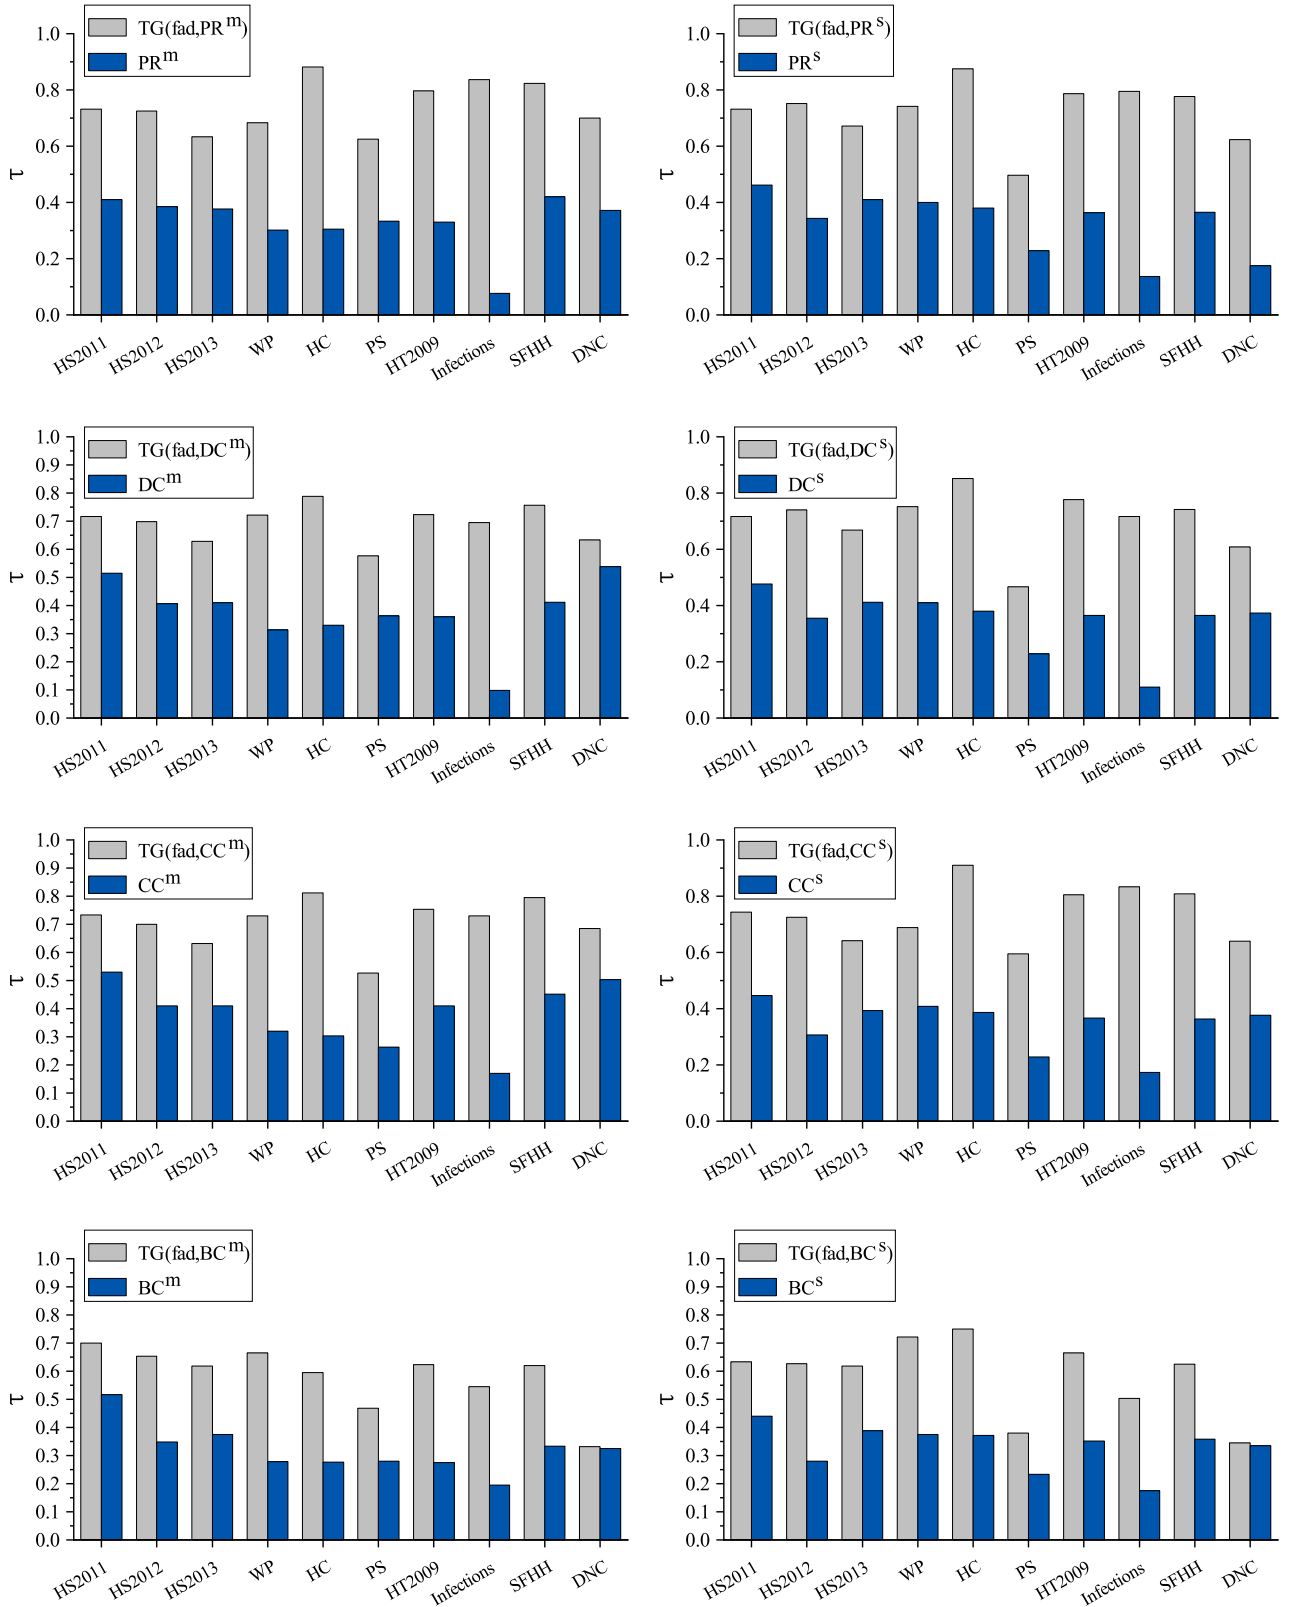 TG(fad,PR^m)
PR^m
1.0
0.8
0.6
0.4
0.2
0.0
τ
HS2011 HS2012 HS2013 WP HC PS HT2009 Infections SFHH DNC
TG(fad,PR^s)
PR^s
1.0
0.8
0.6
0.4
0.2
0.0
τ
HS2011 HS2012 HS2013 WP HC PS HT2009 Infections SFHH DNC
TG(fad,DC^m)
DC^m
1.0
0.9
0.8
0.7
0.6
0.5
0.4
0.3
0.2
0.1
0.0
τ
HS2011 HS2012 HS2013 WP HC PS HT2009 Infections SFHH DNC
TG(fad,DC^s)
DC^s
1.0
0.8
0.6
0.4
0.2
0.0
τ
HS2011 HS2012 HS2013 WP HC PS HT2009 Infections SFHH DNC
TG(fad,CC^m)
CC^m
1.0
0.9
0.8
0.7
0.6
0.5
0.4
0.3
0.2
0.1
0.0
τ
HS2011 HS2012 HS2013 WP HC PS HT2009 Infections SFHH DNC
TG(fad,CC^s)
CC^s
1.0
0.8
0.6
0.4
0.2
0.0
τ
HS2011 HS2012 HS2013 WP HC PS HT2009 Infections SFHH DNC
TG(fad,BC^m)
BC^m
1.0
0.9
0.8
0.7
0.6
0.5
0.4
0.3
0.2
0.1
0.0
τ
HS2011 HS2012 HS2013 WP HC PS HT2009 Infections SFHH DNC
TG(fad,BC^s)
BC^s
1.0
0.9
0.8
0.7
0.6
0.5
0.4
0.3
0.2
0.1
0.0
τ
HS2011 HS2012 HS2013 WP HC PS HT2009 Infections SFHH DNC